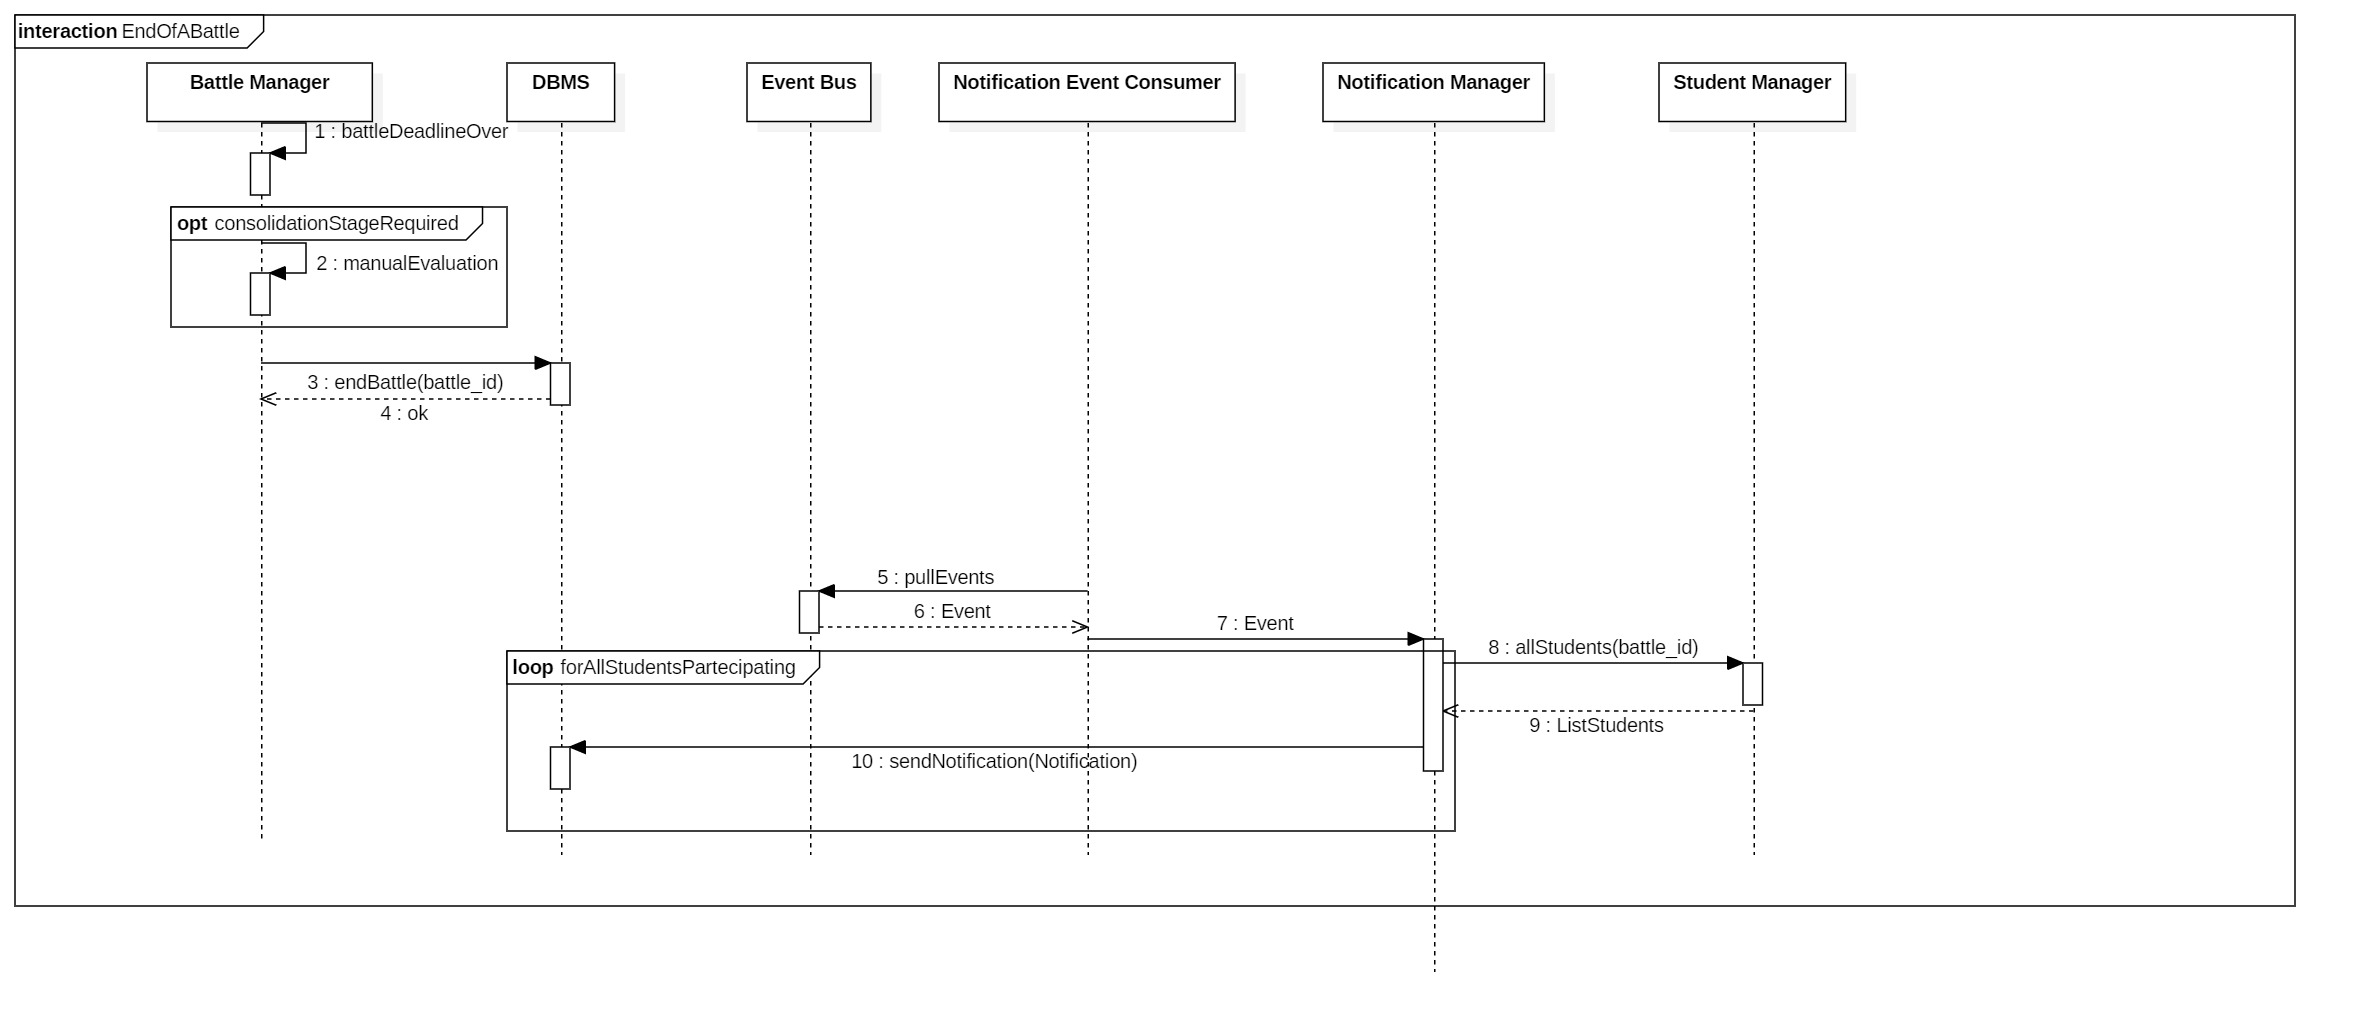 interaction EndOfABattle
Battle Manager
DBMS
Event Bus
Notification Event Consumer
Notification Manager
Student Manager
1 : battleDeadlineOver
opt consolidationStageRequired
2 : manualEvaluation
3 : endBattle(battle_id)
4 : ok
5 : pullEvents
6 : Event
7 : Event
8 : allStudents(battle_id)
loop forAllStudentsPartecipating
9 : ListStudents
10 : sendNotification(Notification)